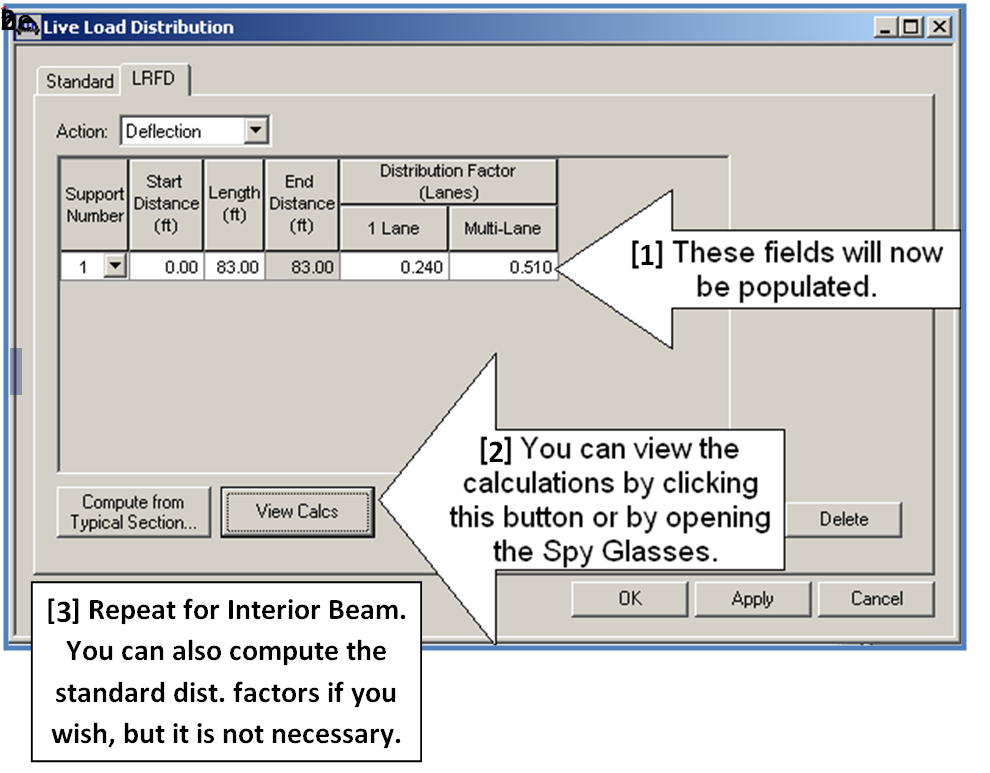 Live Load Distribution
Standard
LRFD
Action:
Deflection
Support
Number
Start
Distance
(ft)
Length
(ft)
End
Distance
(ft)
Distribution Factor
(Lanes)
1 Lane
Multi-Lane
1
0.00
83.00
83.00
0.240
0.510
[1] These fields will now
be populated.
[2] You can view the
calculations by clicking
this button or by opening
the Spy Glasses.
Compute from
Typical Section...
View Calcs
Delete
OK
Apply
Cancel
[3] Repeat for Interior Beam.
You can also compute the
standard dist. factors if you
wish, but it is not necessary.